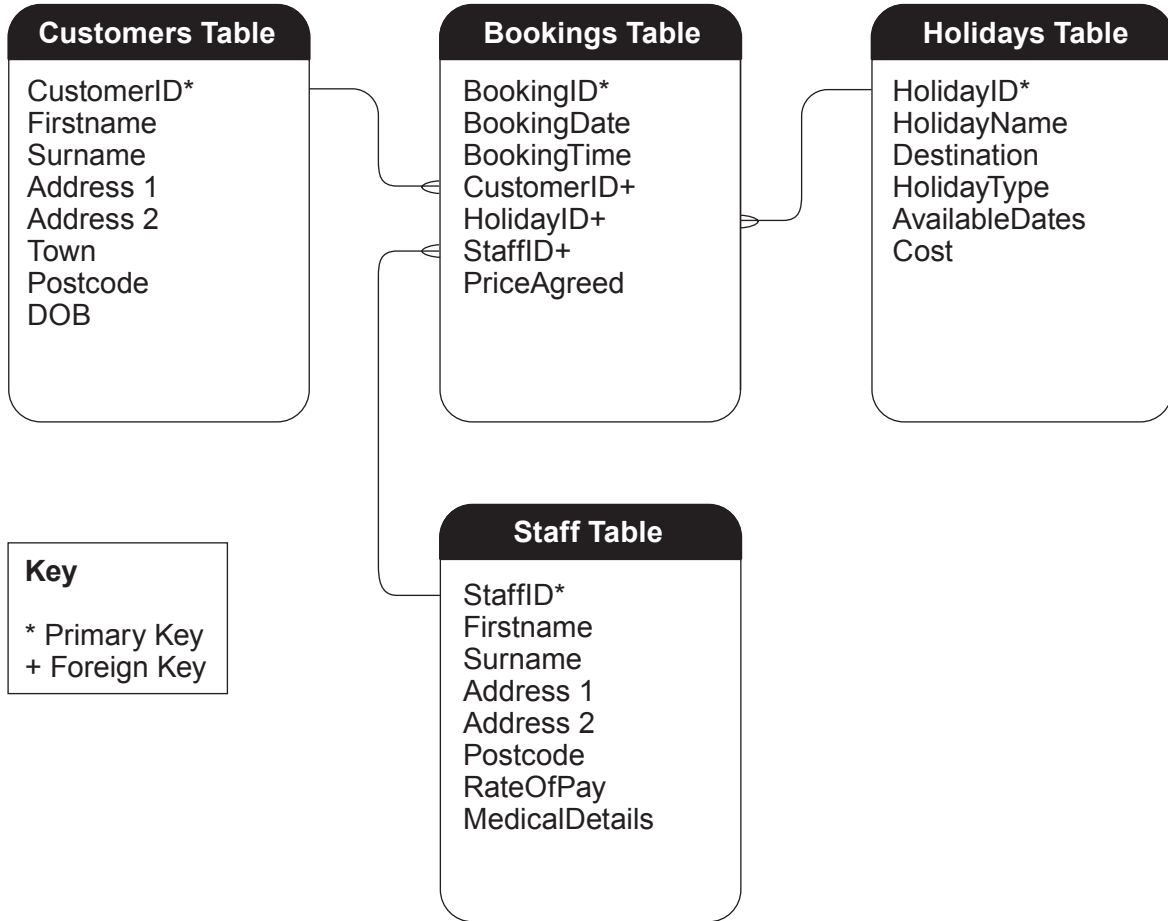 Customers Table
CustomerID*
Firstname
Surname
Address 1
Address 2
Town
Postcode
DOB
Bookings Table
BookingID*
BookingDate
BookingTime
CustomerID+
HolidayID+
StaffID+
PriceAgreed
Holidays Table
HolidayID*
HolidayName
Destination
HolidayType
AvailableDates
Cost
Key
* Primary Key
+ Foreign Key
Staff Table
StaffID*
Firstname
Surname
Address 1
Address 2
Postcode
RateOfPay
MedicalDetails